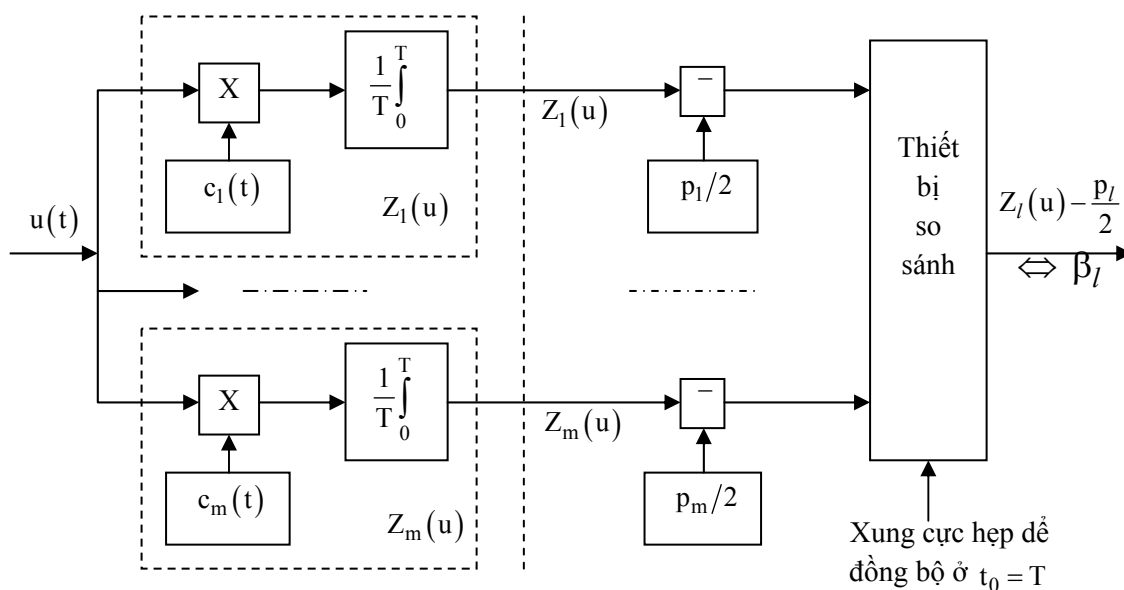 X
1/T ∫₀ᵀ
c₁(t)
Z₁(u)
Z₁(u)
−
p₁/2
u(t)
Thiết
bị
so
sánh
Z_l(u) − p_l/2
⇔ β_l
X
1/T ∫₀ᵀ
c_m(t)
Z_m(u)
Z_m(u)
−
p_m/2
Xung cực hẹp dể
đồng bộ ở t₀ = T